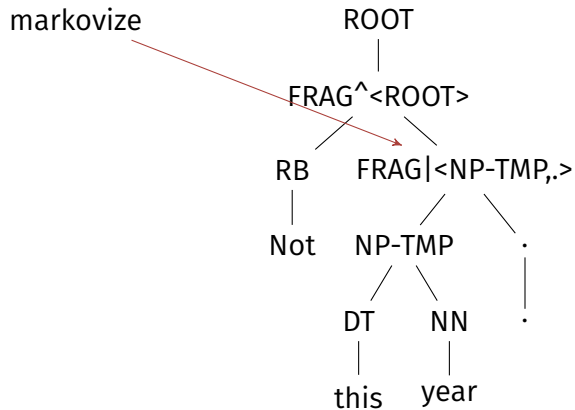 markovize ROOT
FRAG^<ROOT>
RB FRAG|<NP-TMP,.>
Not NP-TMP .
DT NN .
this year